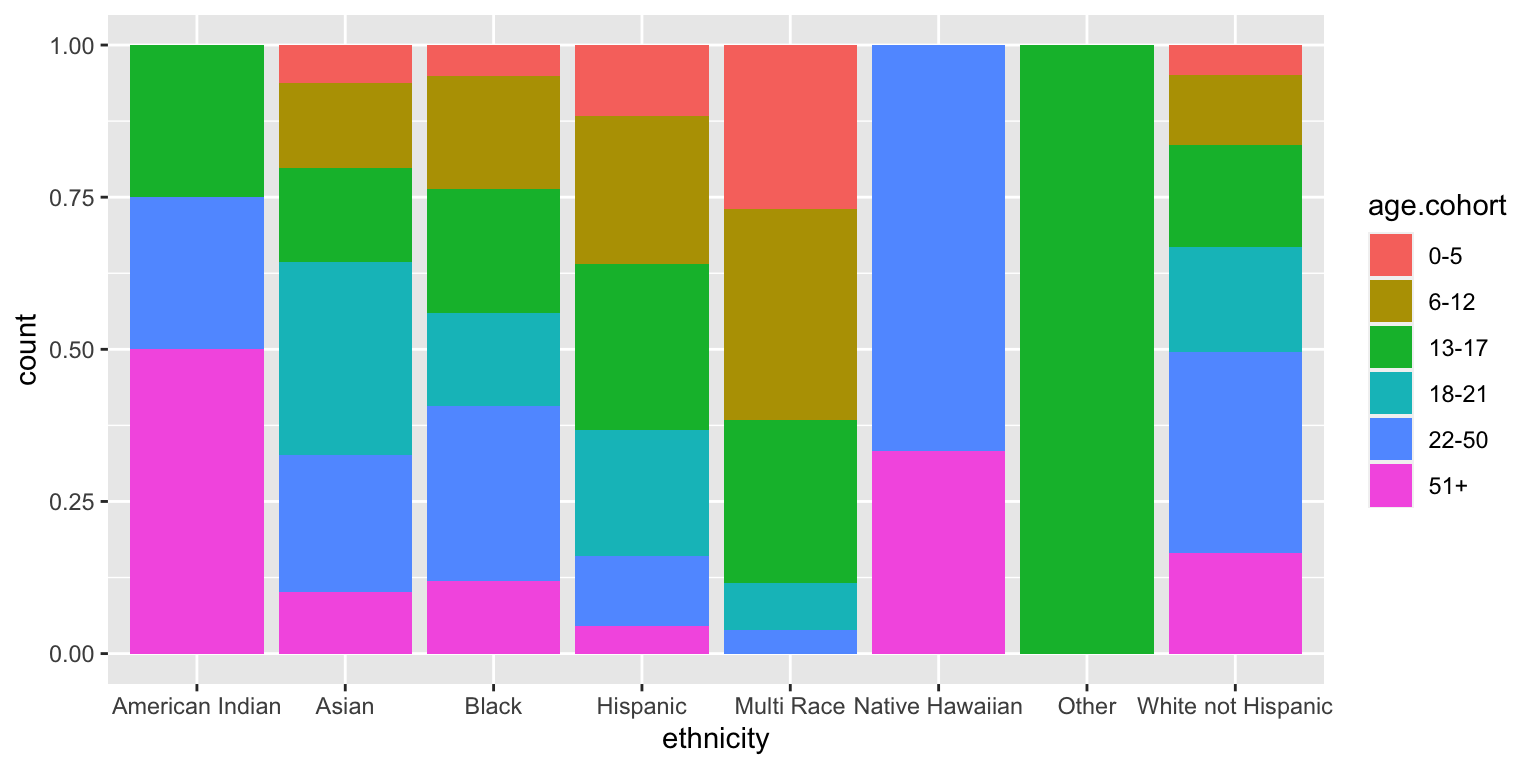 count
1.00
0.75
0.50
0.25
0.00
American Indian Asian Black Hispanic Multi Race Native Hawaiian Other White not Hispanic
ethnicity
age.cohort
0-5
6-12
13-17
18-21
22-50
51+